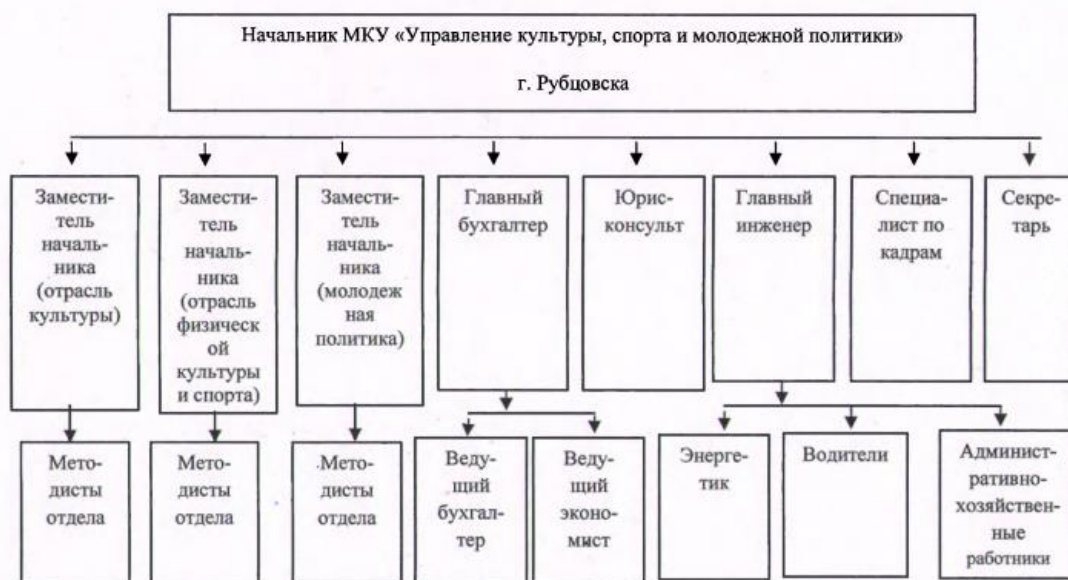 Начальник МКУ «Управление культуры, спорта и молодежной политики»
г. Рубцовска
Замести-
тель
началь-
ника
(отрасль
культуры)
Замести-
тель
началь-
ника
(отрасль
физическ
ой
культуры
и спорта)
Замести-
тель
началь-
ника
(молодеж
ная
политика)
Главный
бухгалтер
Юрис-
консульт
Главный
инженер
Специа-
лист по
кадрам
Секре-
тарь
Мето-
дисты
отдела
Мето-
дисты
отдела
Мето-
дисты
отдела
Веду-
щий
бухгал-
тер
Веду-
щий
эконо-
мист
Энерге-
тик
Водители
Админист-
ративно-
хозяйствен-
ные
работники